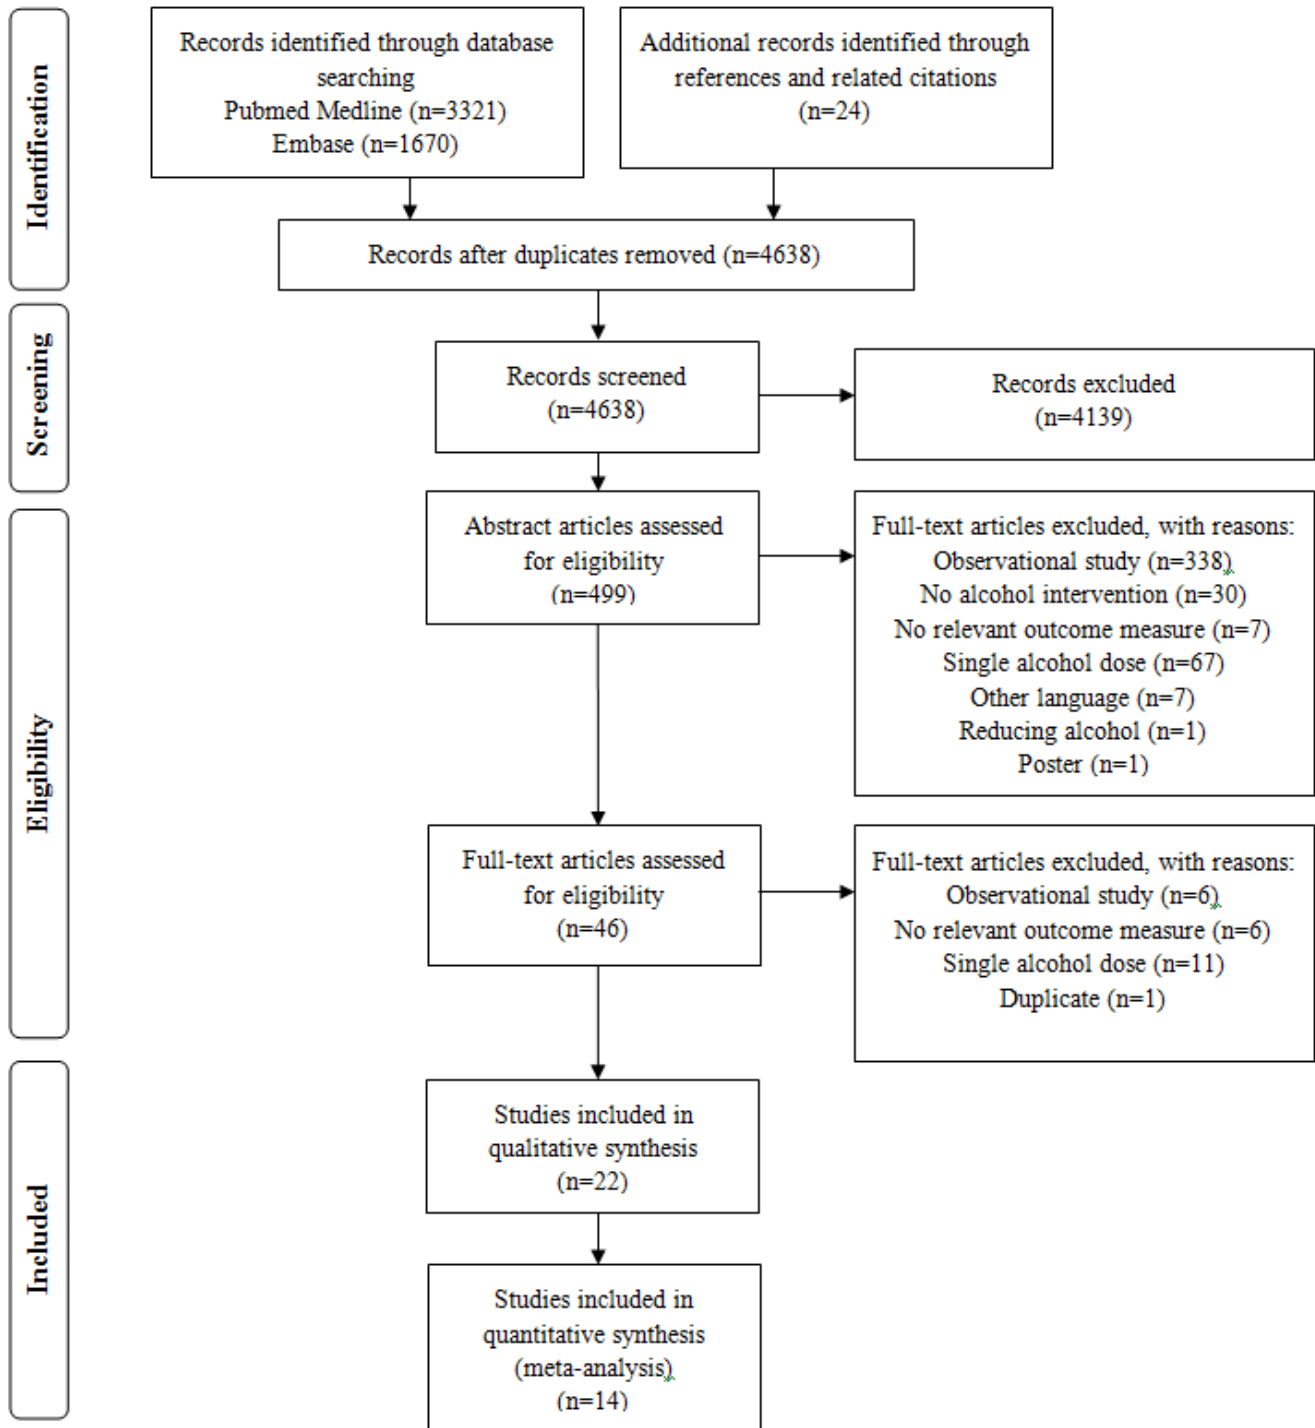 Identification
Records identified through database
searching
Pubmed Medline (n=3321)
Embase (n=1670)
Additional records identified through
references and related citations
(n=24)
Records after duplicates removed (n=4638)
Screening
Records screened
(n=4638)
Records excluded
(n=4139)
Eligibility
Abstract articles assessed
for eligibility
(n=499)
Full-text articles excluded, with reasons:
Observational study (n=338)
No alcohol intervention (n=30)
No relevant outcome measure (n=7)
Single alcohol dose (n=67)
Other language (n=7)
Reducing alcohol (n=1)
Poster (n=1)
Full-text articles assessed
for eligibility
(n=46)
Full-text articles excluded, with reasons:
Observational study (n=6)
No relevant outcome measure (n=6)
Single alcohol dose (n=11)
Duplicate (n=1)
Included
Studies included in
qualitative synthesis
(n=22)
Studies included in
quantitative synthesis
(meta-analysis)
(n=14)